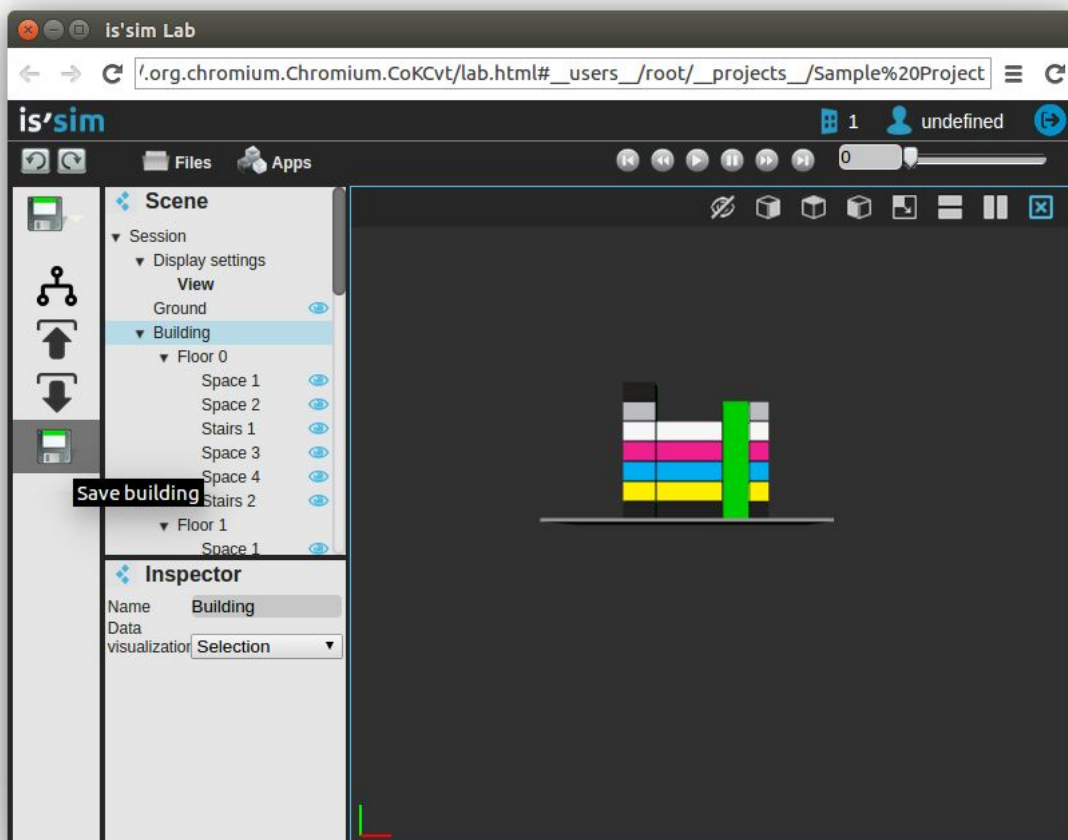 is'sim Lab
/.org.chromium.Chromium.CoKCvt/lab.html#__users__/root/__projects__/Sample%20Project
is'sim
1
undefined
Files
Apps
0
Scene
Session
Display settings
View
Ground
Building
Floor 0
Space 1
Space 2
Stairs 1
Space 3
Space 4
Save building
Stairs 2
Floor 1
Space 1
Inspector
Name Building
Data
visualization Selection